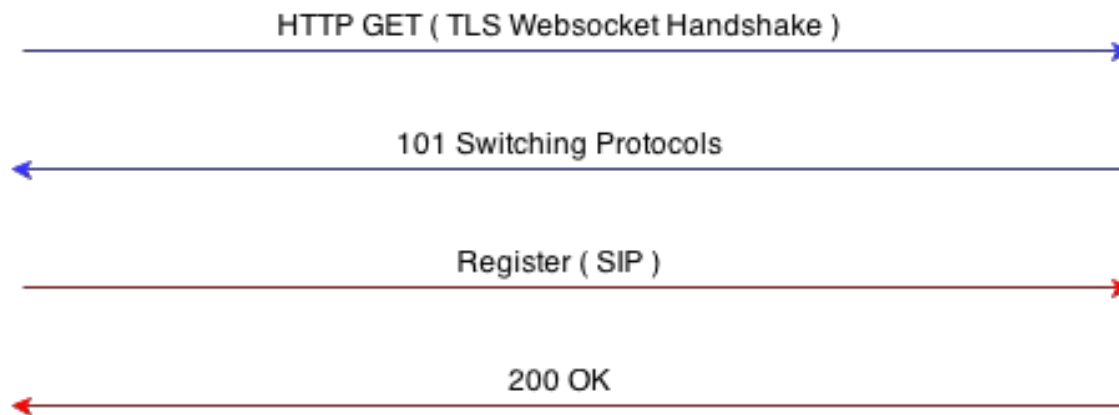 HTTP GET ( TLS Websocket Handshake )
101 Switching Protocols
Register ( SIP )
200 OK